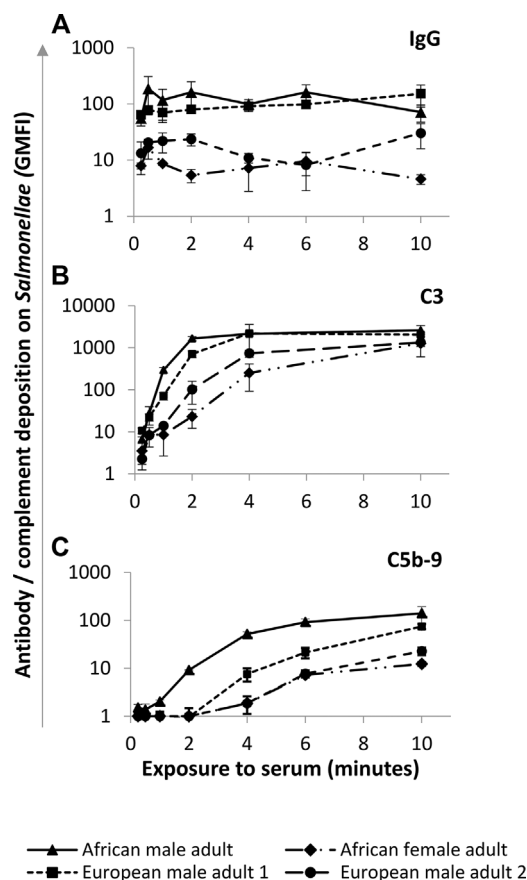 A
IgG
1000
100
10
1
0 2 4 6 8 10
B
C3
10000
1000
100
10
1
0 2 4 6 8 10
C
C5b-9
1000
100
10
1
0 2 4 6 8 10
Exposure to serum (minutes)
Antibody / complement deposition on Salmonellae (GMFI)
African male adult African female adult
European male adult 1 European male adult 2